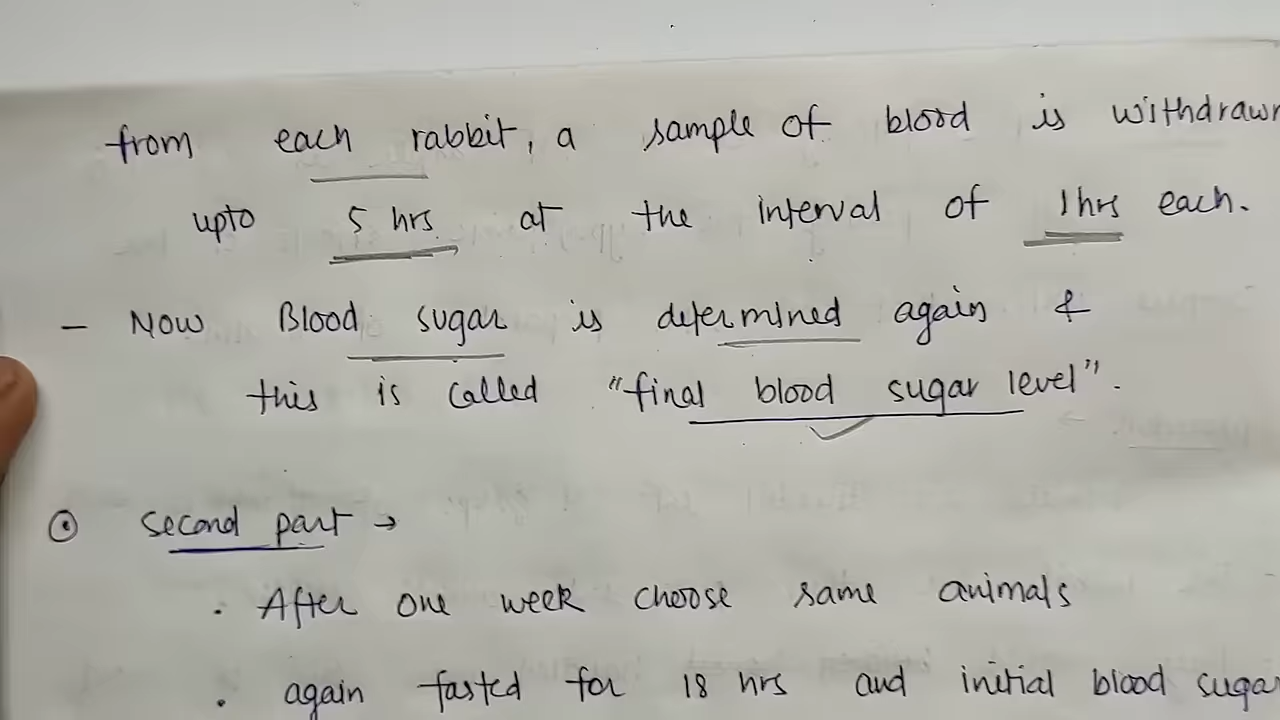 from each rabbit, a sample of blood is withdrawn
upto 5 hrs at the interval of 1hrs each.
- Now Blood sugar is determined again &
this is called "final blood sugar level".
⊙ second part →
. After one week choose same animals
. again fasted for 18 hrs and initial blood sugar